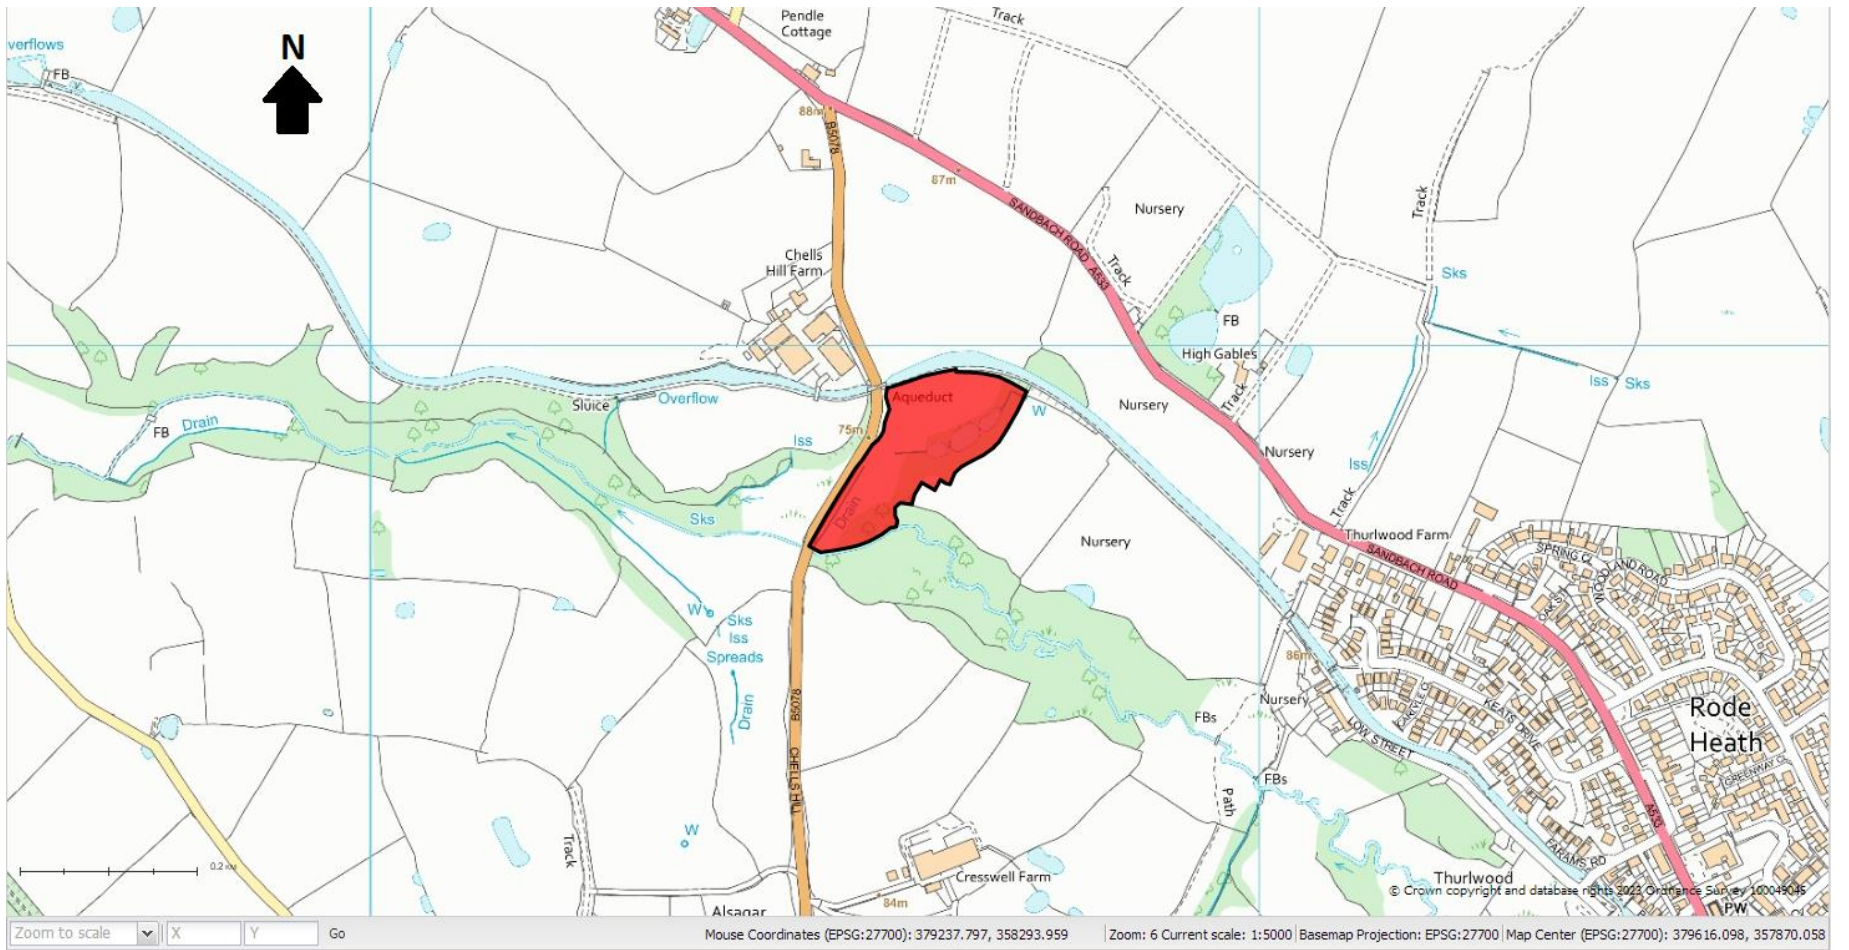 Pendle
Cottage
Track
verflows
N
FB
88m
B5078
87m
Nursery
Track
SANDBACH ROAD A533
Track
Chells
Hill Farm
Sks
FB
High Gables
Iss
Sks
Track
Aqueduct
Overflow
Sluice
W
Nursery
75m
FB
Drain
Iss
Nursery
Iss
Drain
Sks
Track
Nursery
Thurlwood Farm
SANDBACH ROAD
SPRING CL
WOODLAND ROAD
OAKS
W
Sks
Iss
Spreads
86m
Drain
B5078
FBs
Nursery
CARLYLE CL
KEATS DRIVE
LOW STREET
Rode
Heath
GREENWAY CL
FBs
CHELLS HILL
Path
A533
W
Track
FARAMS RD
0.2 KM
Cresswell Farm
Thurlwood
84m
© Crown copyright and database rights 2023 Ordnance Survey 100049045
Alsagar
PW
Zoom to scale
X
Y
Go
Mouse Coordinates (EPSG:27700): 379237.797, 358293.959
Zoom: 6 Current scale: 1:5000
Basemap Projection: EPSG:27700
Map Center (EPSG:27700): 379616.098, 357870.058